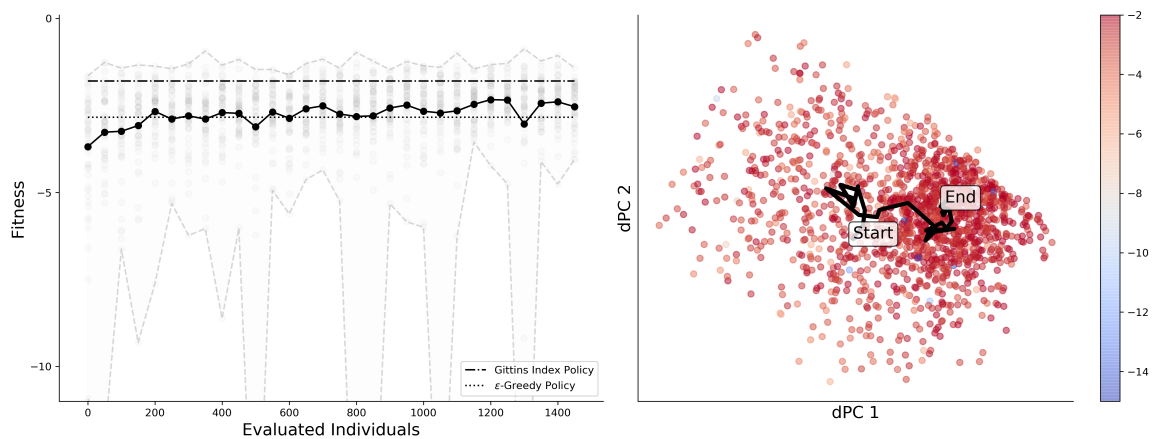 0
−5
−10
Fitness
0
200
400
600
800
1000
1200
1400
Evaluated Individuals
Gittins Index Policy
ε-Greedy Policy
dPC 2
dPC 1
Start
End
−2
−4
−6
−8
−10
−12
−14